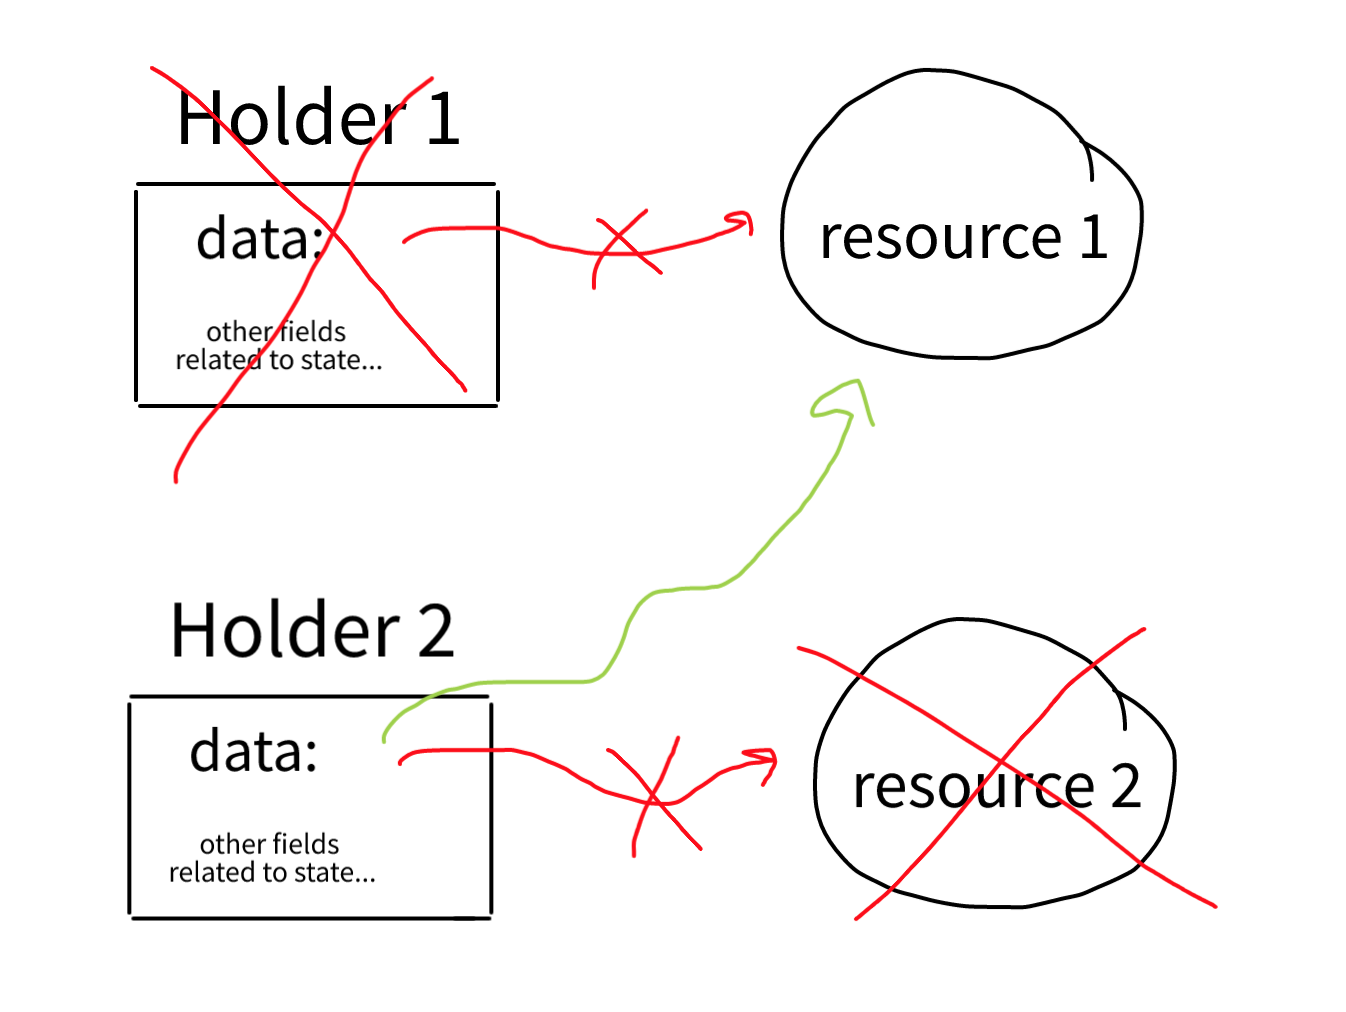 Holder 1
data:
resource 1
other fields
related to state...
Holder 2
data:
resource 2
other fields
related to state...